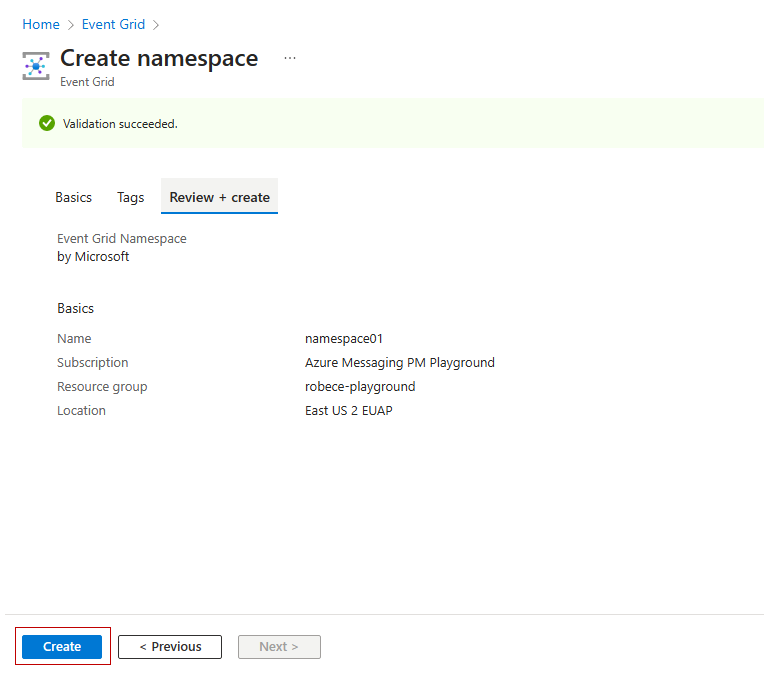 Home > Event Grid >
Create namespace ...
Event Grid
Validation succeeded.
Basics Tags Review + create
Event Grid Namespace
by Microsoft
Basics
Name namespace01
Subscription Azure Messaging PM Playground
Resource group robece-playground
Location East US 2 EUAP
Create < Previous Next >